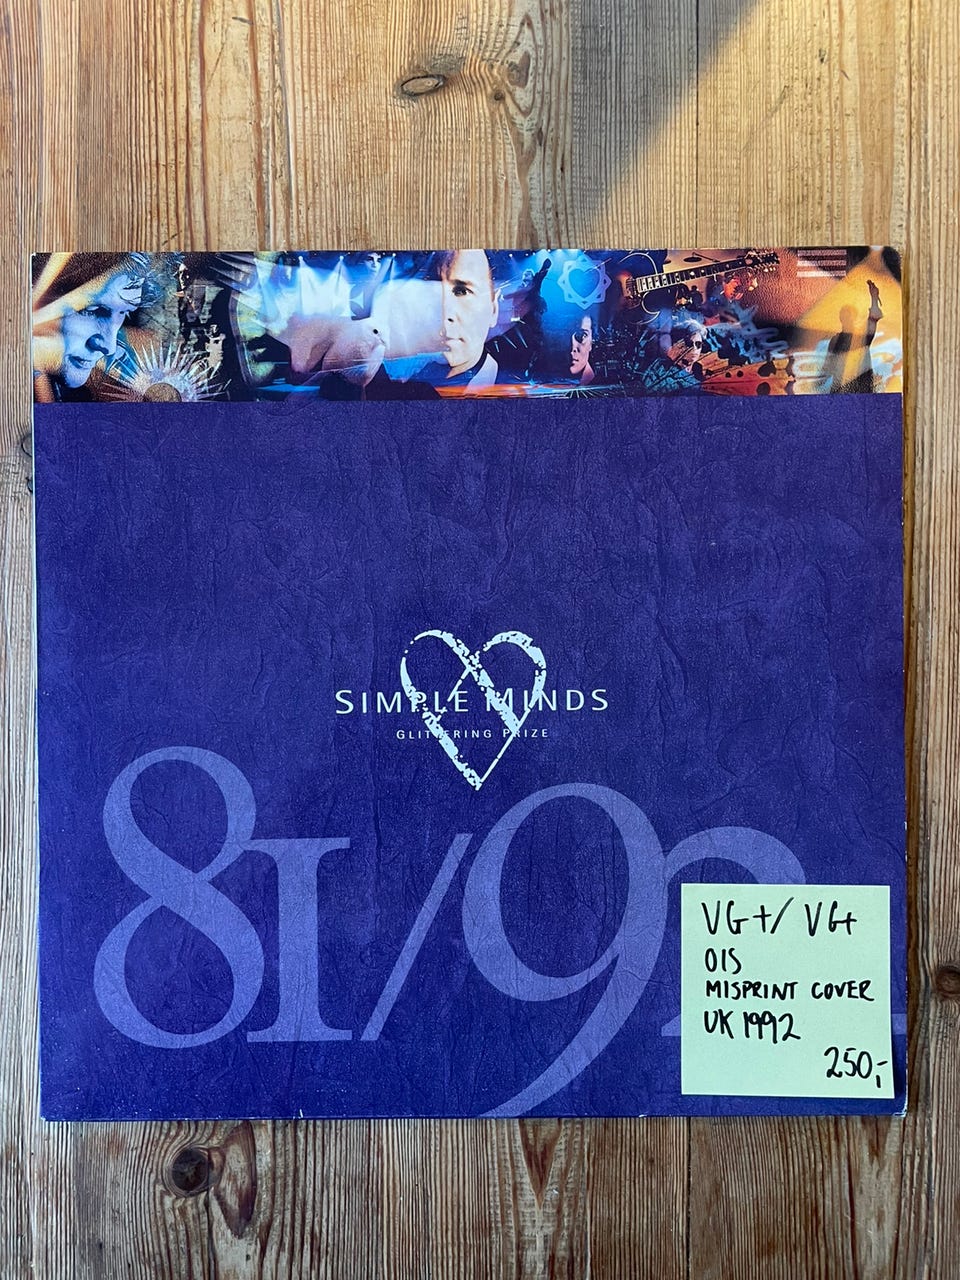 SIMPLE MINDS
GLITTERING PRIZE
81/92
VG+/VG+
OIS
MISPRINT COVER
UK 1992
250,-